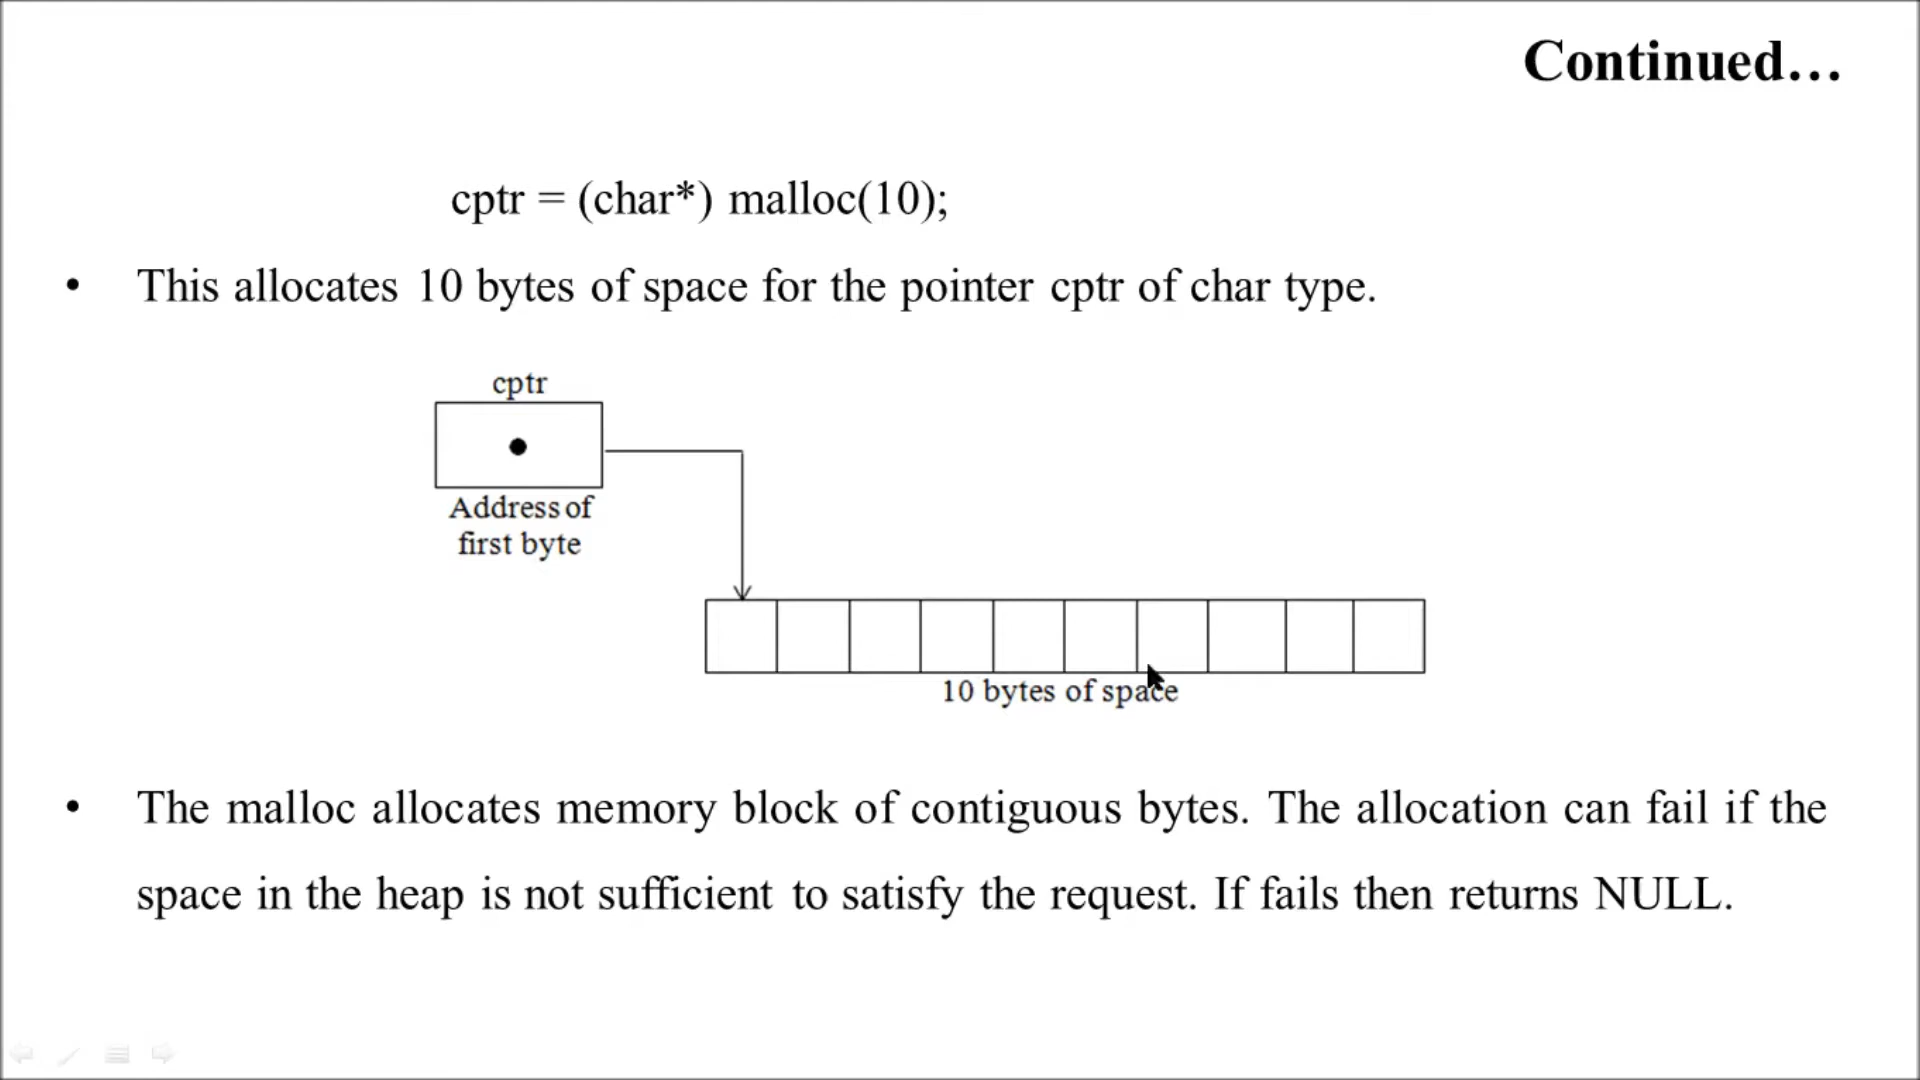 Continued...
cptr = (char*) malloc(10);
• This allocates 10 bytes of space for the pointer cptr of char type.
cptr
Address of
first byte
10 bytes of space
• The malloc allocates memory block of contiguous bytes. The allocation can fail if the
space in the heap is not sufficient to satisfy the request. If fails then returns NULL.